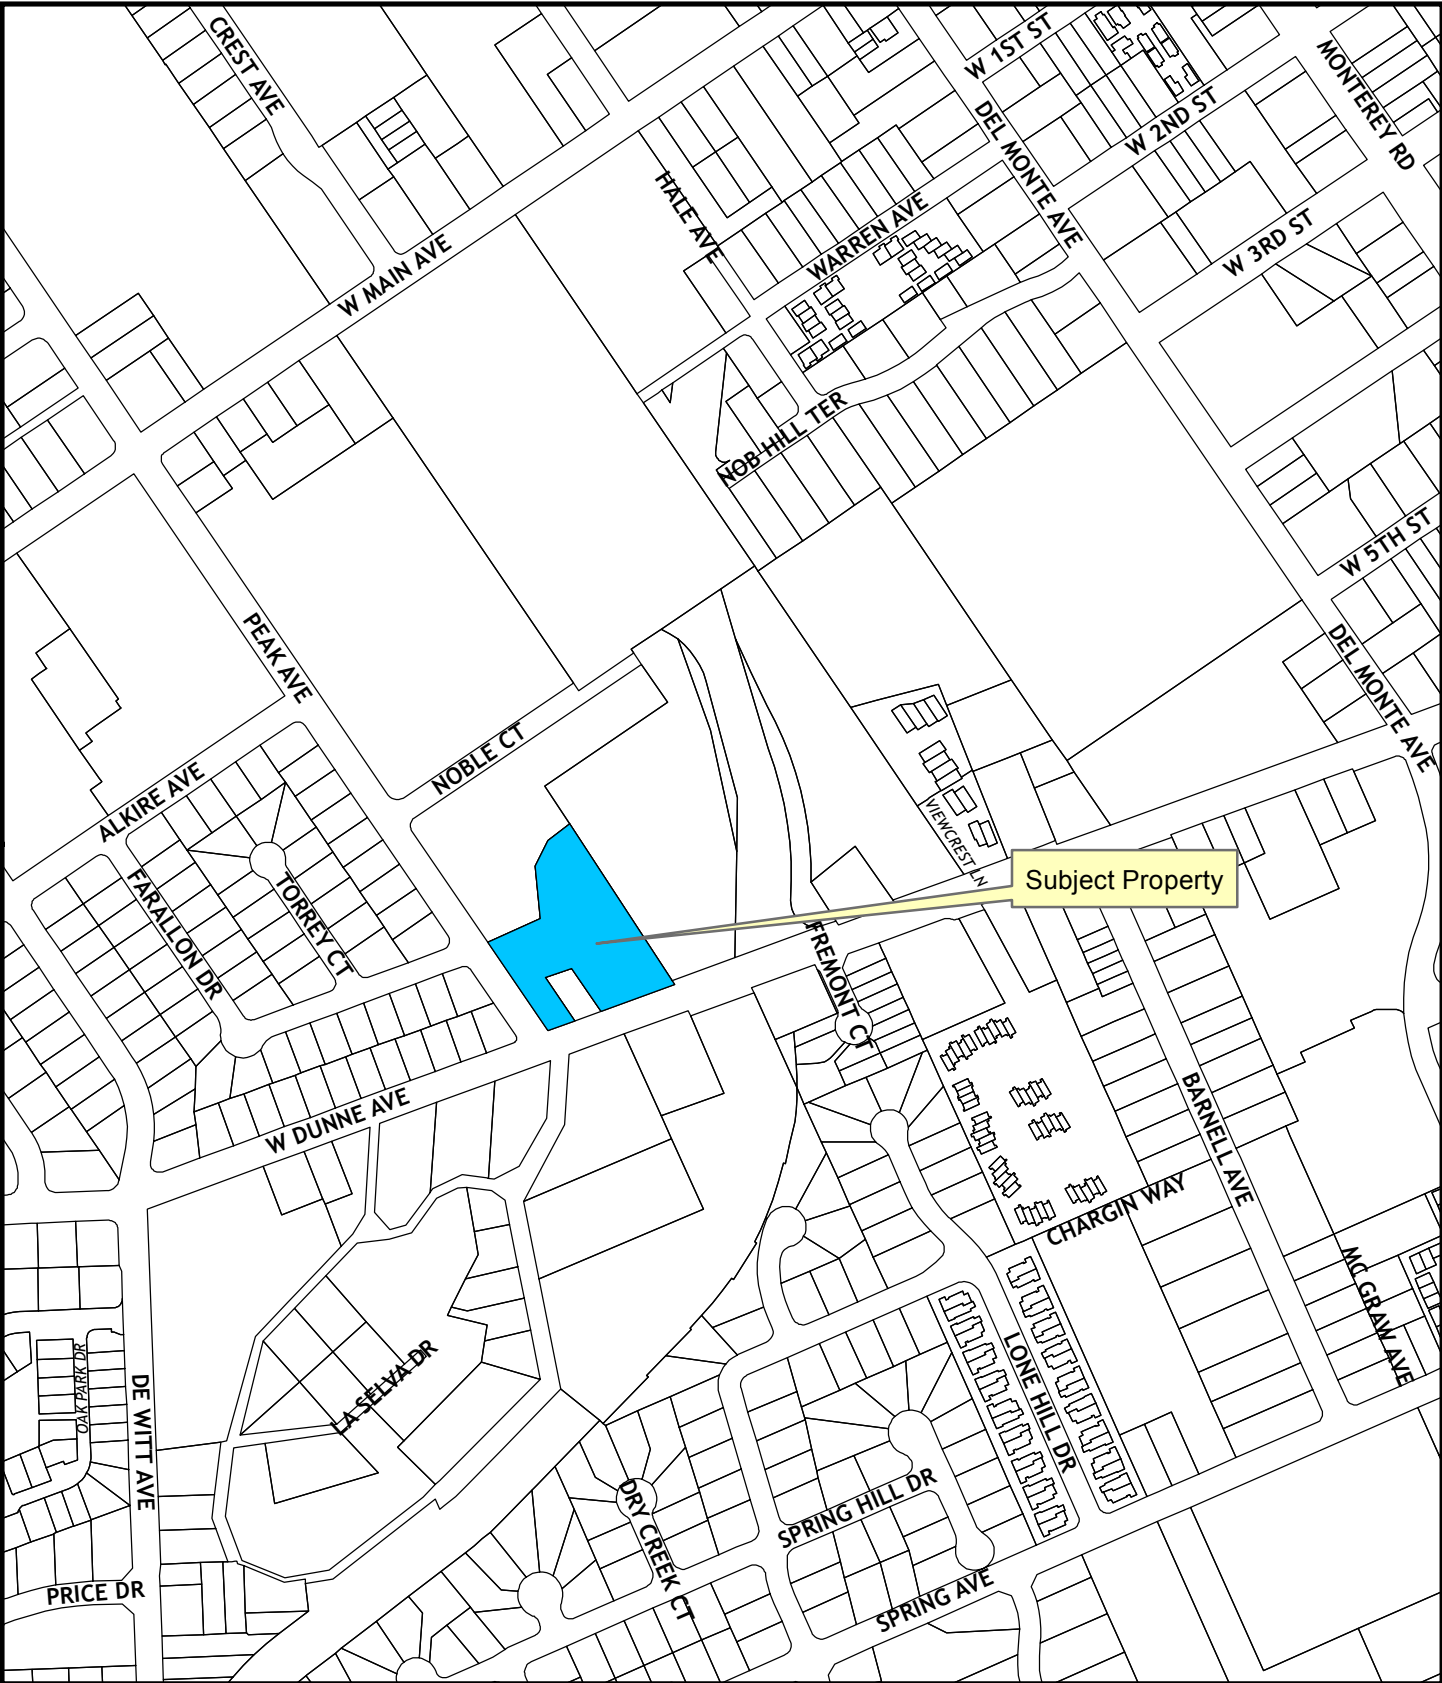 CREST AVE
W 1ST ST
MONTEREY RD
W 2ND ST
DEL MONTE AVE
HALE AVE
WARREN AVE
W 3RD ST
W MAIN AVE
NOB HILL TER
W 5TH ST
PEAK AVE
DEL MONTE AVE
NOBLE CT
ALKIRE AVE
VIEWCREST LN
Subject Property
FARALLON DR
TORREY CT
FREMONT CT
W DUNNE AVE
BARNELL AVE
CHARGIN WAY
MC GRAW AVE
OAK PARK DR
DE WITT AVE
LA SELVA DR
LONE HILL DR
SPRING HILL DR
DRY CREEK CT
PRICE DR
SPRING AVE